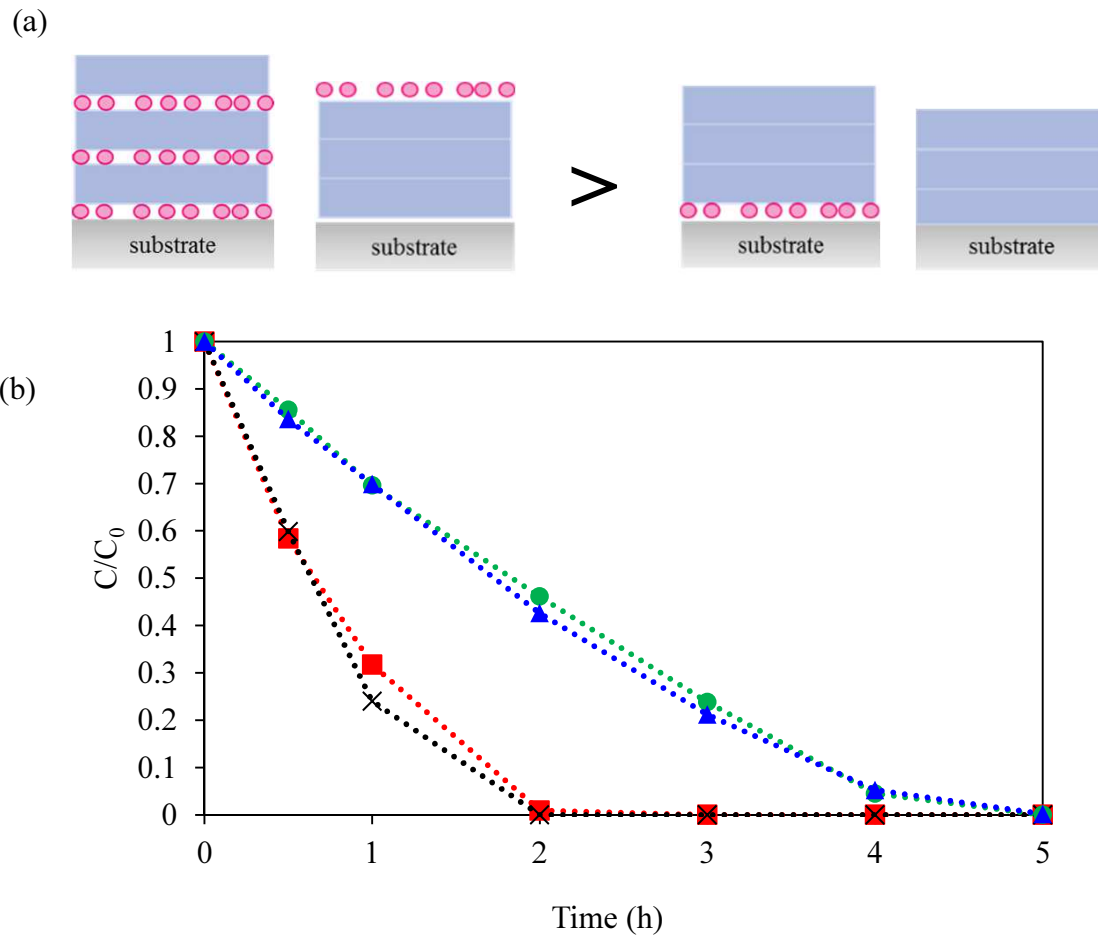 (a)
>
substrate
substrate
substrate
substrate
(b)
1
0.9
0.8
0.7
0.6
0.5
0.4
0.3
0.2
0.1
0
C/C₀
0 1 2 3 4 5
Time (h)